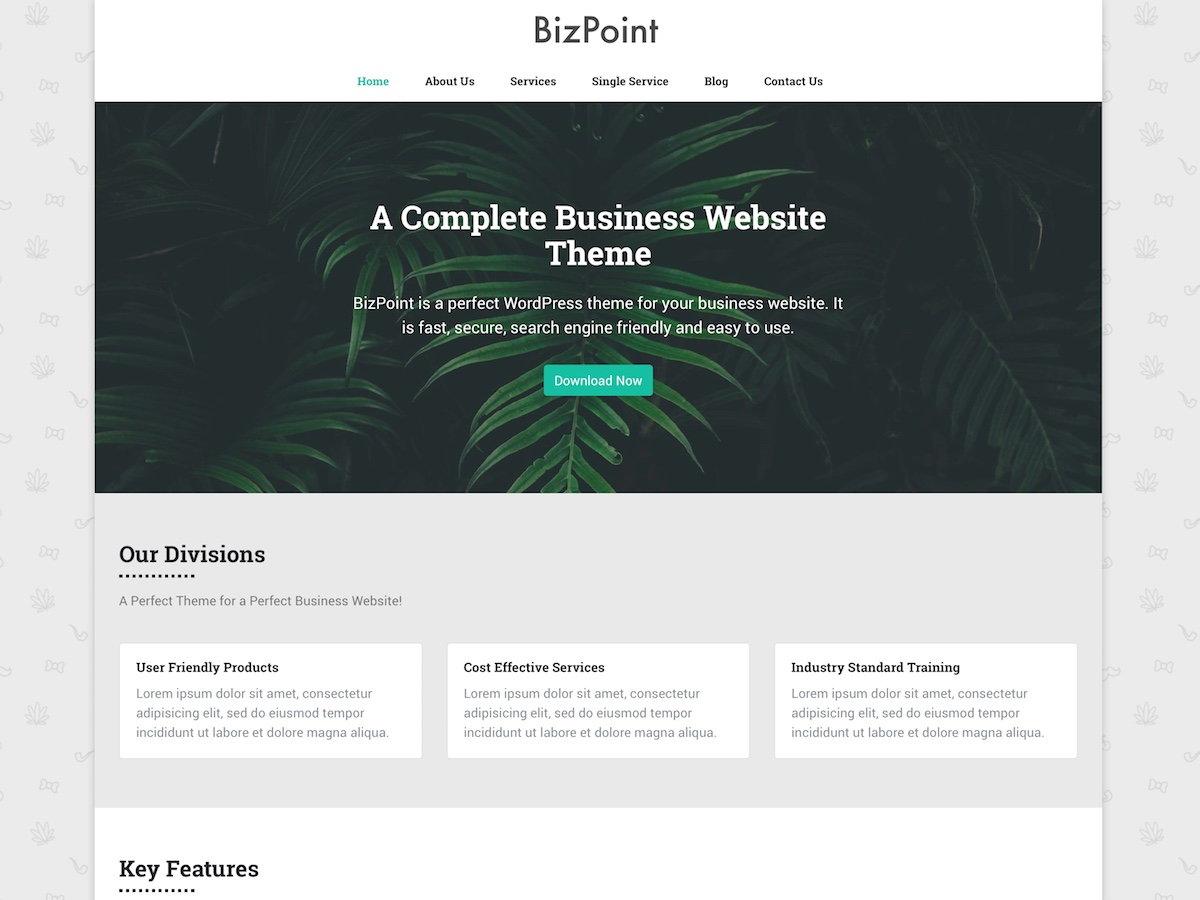 BizPoint
Home About Us Services Single Service Blog Contact Us
A Complete Business Website
Theme
BizPoint is a perfect WordPress theme for your business website. It
is fast, secure, search engine friendly and easy to use.
Download Now
Our Divisions
A Perfect Theme for a Perfect Business Website!
User Friendly Products
Lorem ipsum dolor sit amet, consectetur
adipisicing elit, sed do eiusmod tempor
incididunt ut labore et dolore magna aliqua.
Cost Effective Services
Lorem ipsum dolor sit amet, consectetur
adipisicing elit, sed do eiusmod tempor
incididunt ut labore et dolore magna aliqua.
Industry Standard Training
Lorem ipsum dolor sit amet, consectetur
adipisicing elit, sed do eiusmod tempor
incididunt ut labore et dolore magna aliqua.
Key Features